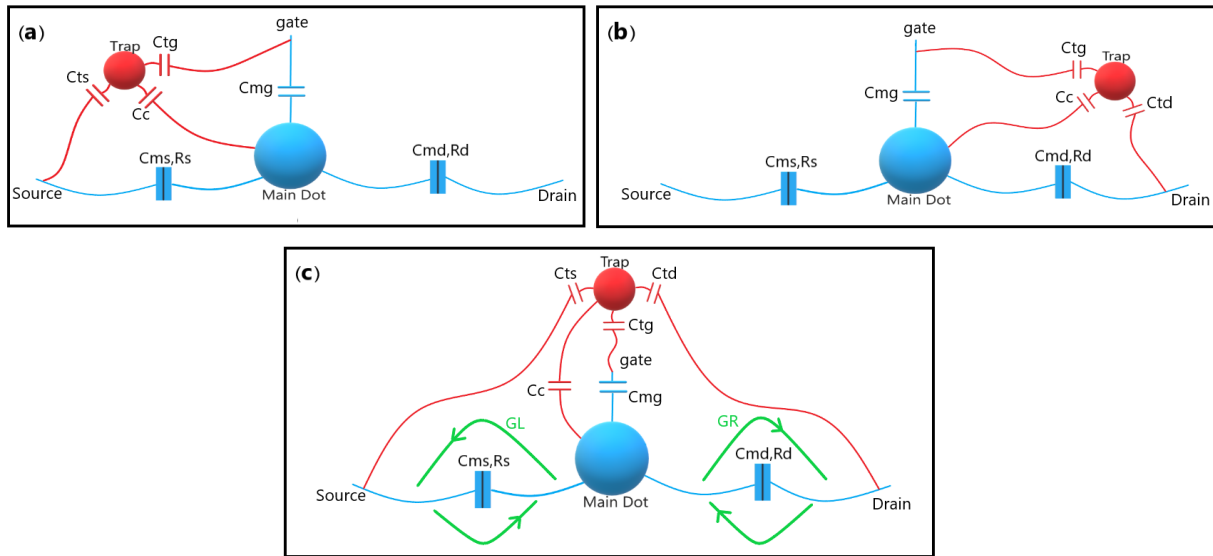 (a)
gate
Trap
Ctg
Cts
Cc
Cmg
Cms,Rs
Cmd,Rd
Source
Main Dot
Drain
(b)
gate
Ctg
Trap
Cmg
Cc
Ctd
Cms,Rs
Cmd,Rd
Source
Main Dot
Drain
(c)
Trap
Cts
Ctd
Ctg
gate
Cc
Cmg
GL
GR
Cms,Rs
Cmd,Rd
Source
Main Dot
Drain